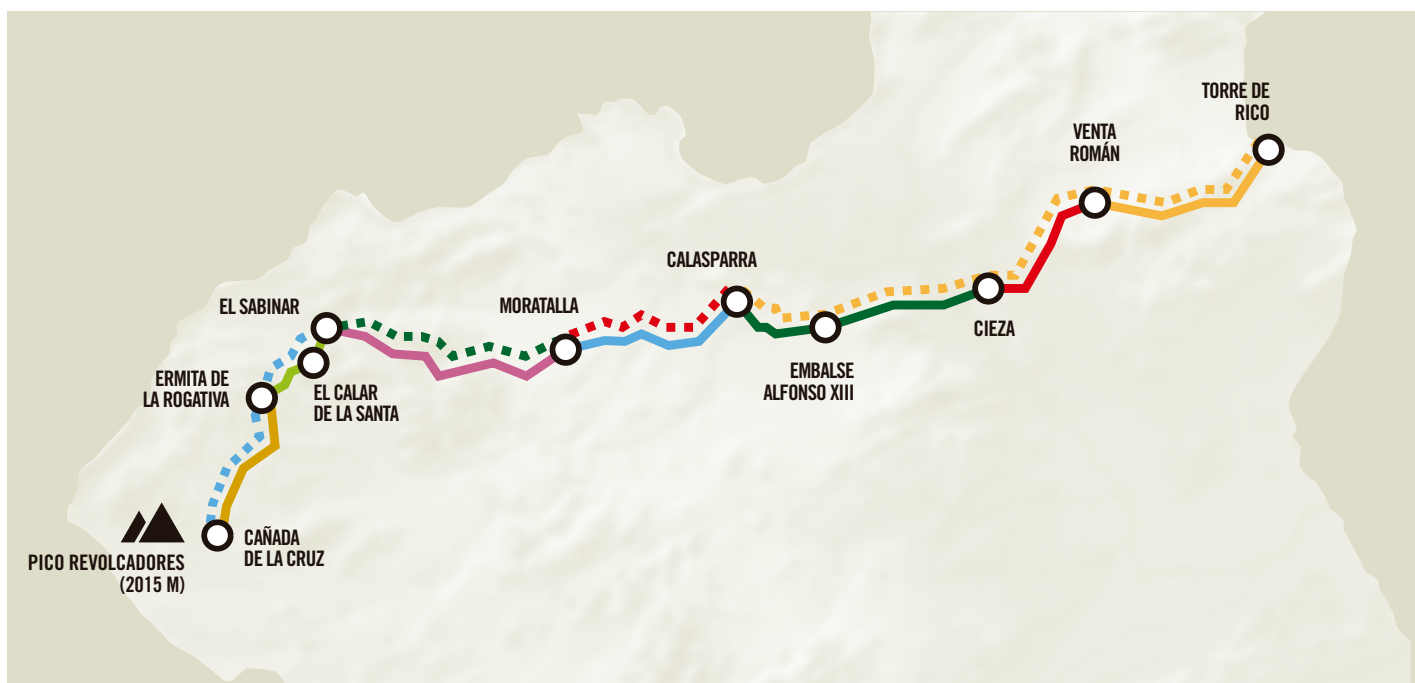 TORRE DE
RICO
VENTA
ROMÁN
CALASPARRA
EL SABINAR
MORATALLA
CIEZA
EMBALSE
ALFONSO XIII
ERMITA DE
LA ROGATIVA
EL CALAR
DE LA SANTA
CAÑADA
DE LA CRUZ
PICO REVOLCADORES
(2015 M)